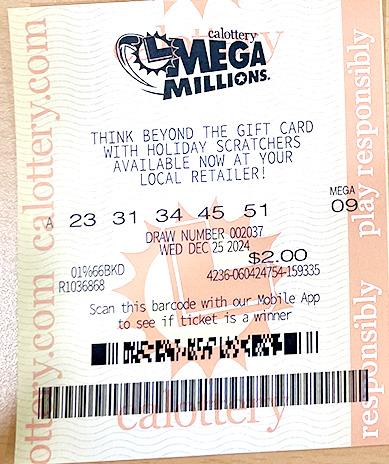 calottery
MEGA
MILLIONS.
THINK BEYOND THE GIFT CARD
WITH HOLIDAY SCRATCHERS
AVAILABLE NOW AT YOUR
LOCAL RETAILER!
MEGA
A 23 31 34 45 51 09
DRAW NUMBER 002037
WED DEC 25 2024
$2.00
01%66BKD 4236-060424754-159335
R1036868
Scan this barcode with our Mobile App
to see if ticket is a winner
calottery
ottery.com calottery.com
responsibly play responsibly